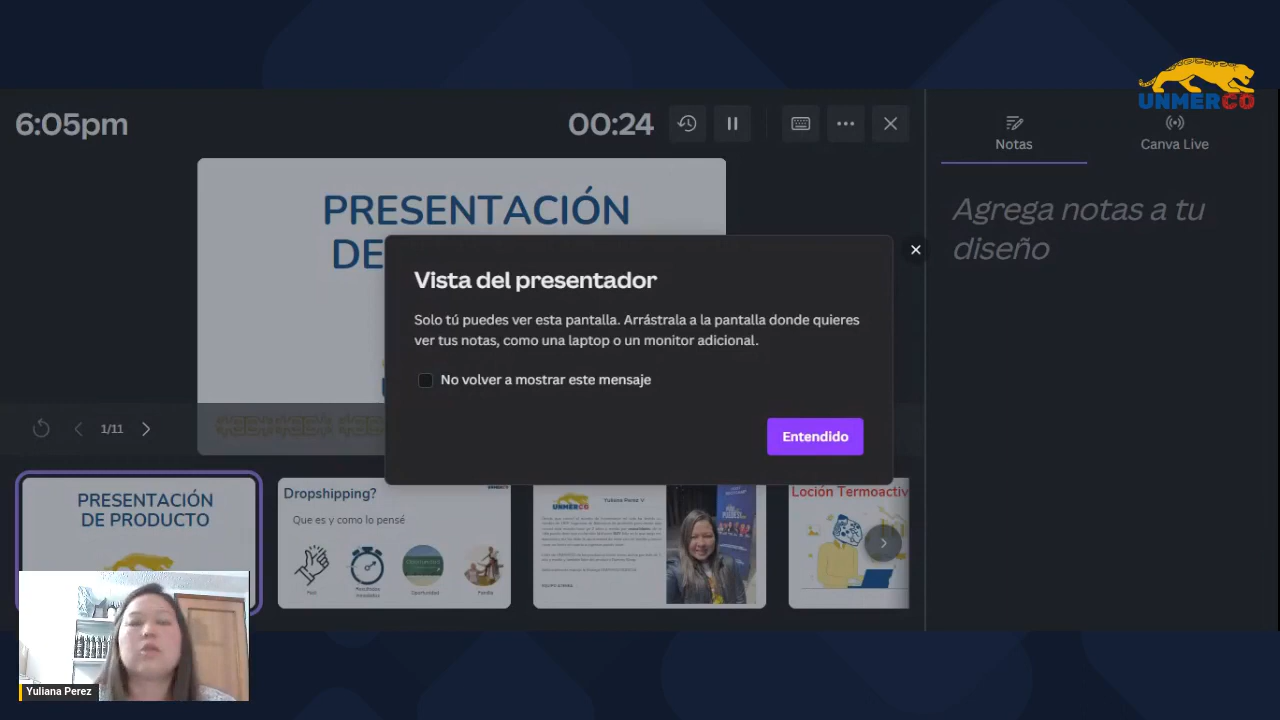 UNMERCO
6:05pm
00:24
Notas
Canva Live
PRESENTACIÓN
DE
Agrega notas a tu
diseño
Vista del presentador
Solo tú puedes ver esta pantalla. Arrástrala a la pantalla donde quieres
ver tus notas, como una laptop o un monitor adicional.
No volver a mostrar este mensaje
Entendido
1/11
PRESENTACIÓN
DE PRODUCTO
Dropshipping?
Que es y como lo pensé
Oportunidad
Familia
UNMERCO
Yuliana Perez V
Loción Termoactiv
Yuliana Perez